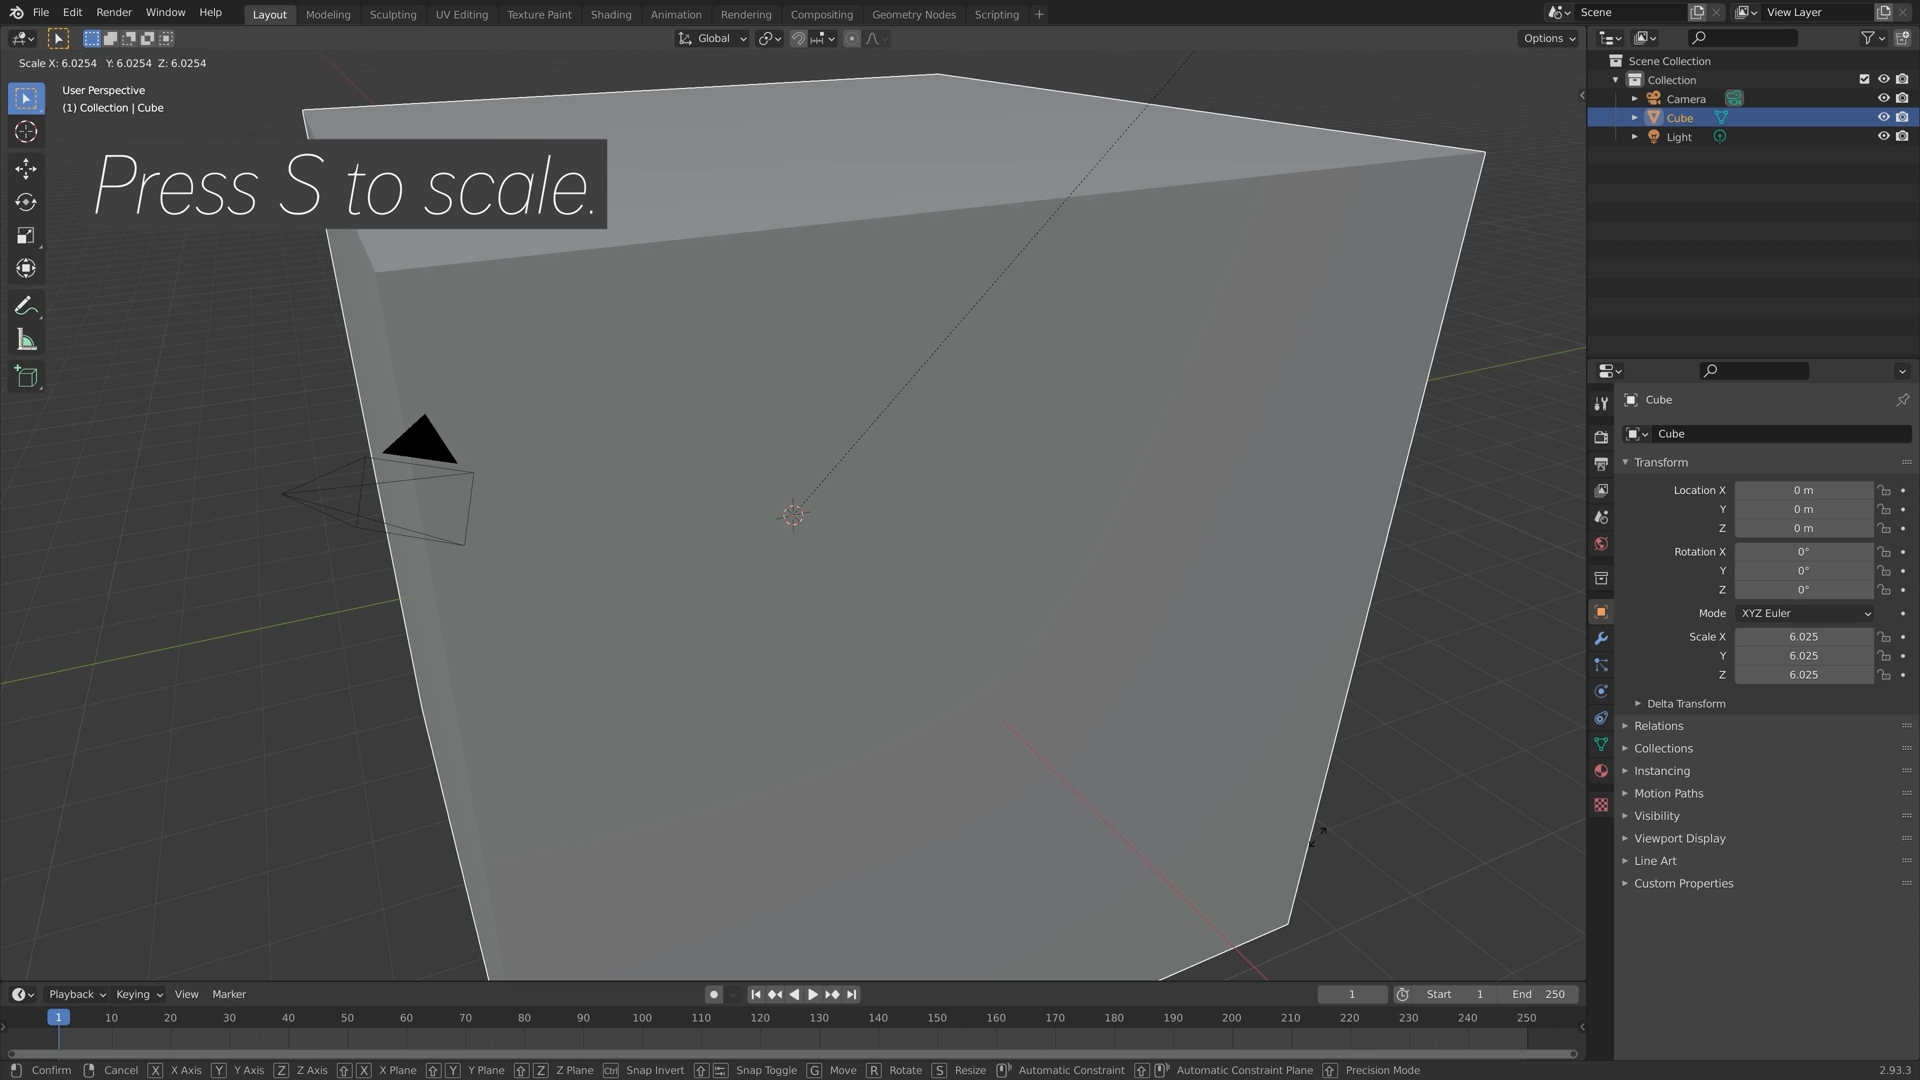 File Edit Render Window Help Layout Modeling Sculpting UV Editing Texture Paint Shading Animation Rendering Compositing Geometry Nodes Scripting + Scene View Layer
Global Options
Scale X: 6.0254 Y: 6.0254 Z: 6.0254
User Perspective
(1) Collection | Cube
Press S to scale.
Scene Collection
Collection
Camera
Cube
Light
Cube
Cube
Transform
Location X 0 m
Y 0 m
Z 0 m
Rotation X 0°
Y 0°
Z 0°
Mode XYZ Euler
Scale X 6.025
Y 6.025
Z 6.025
Delta Transform
Relations
Collections
Instancing
Motion Paths
Visibility
Viewport Display
Line Art
Custom Properties
Playback Keying View Marker 1 Start 1 End 250
1 10 20 30 40 50 60 70 80 90 100 110 120 130 140 150 160 170 180 190 200 210 220 230 240 250
Confirm Cancel X X Axis Y Y Axis Z Z Axis X X Plane Y Y Plane Z Z Plane Ctrl Snap Invert Snap Toggle G Move R Rotate S Resize Automatic Constraint Automatic Constraint Plane Precision Mode 2.93.3